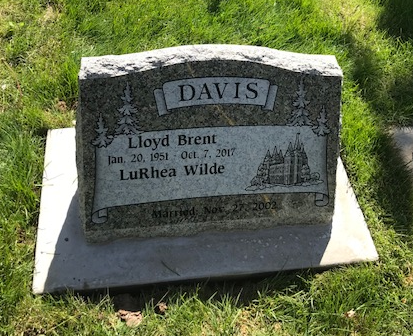 DAVIS
Lloyd Brent
Jan. 20, 1951 - Oct. 7, 2017
LuRhea Wilde
Married Nov. 27, 2002